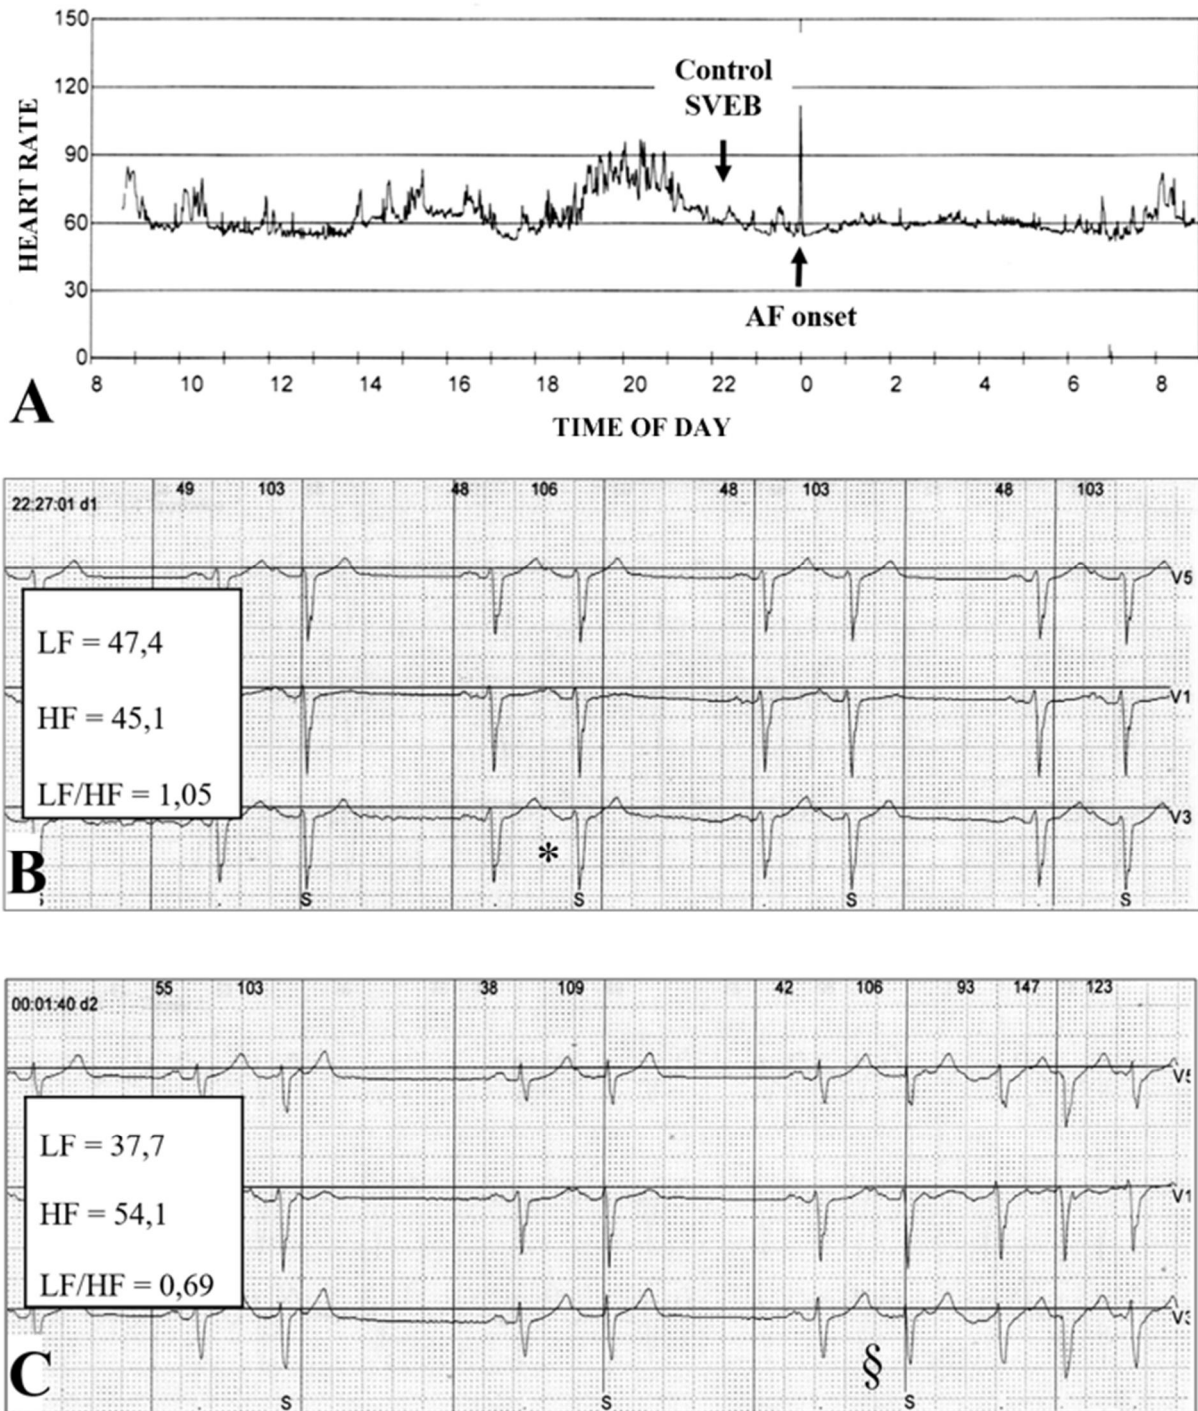 150
120
90
60
30
0
HEART RATE
Control
SVEB
AF onset
8 10 12 14 16 18 20 22 0 2 4 6 8
TIME OF DAY
A
22:27:01 d1
49 103 48 106 48 103 48 103
V5
LF = 47,4
HF = 45,1
LF/HF = 1,05
V1
V3
*
B
S S S S
00:01:40 d2
55 103 38 109 42 106 93 147 123
V5
LF = 37,7
HF = 54,1
LF/HF = 0,69
V1
V3
§
C
S S S